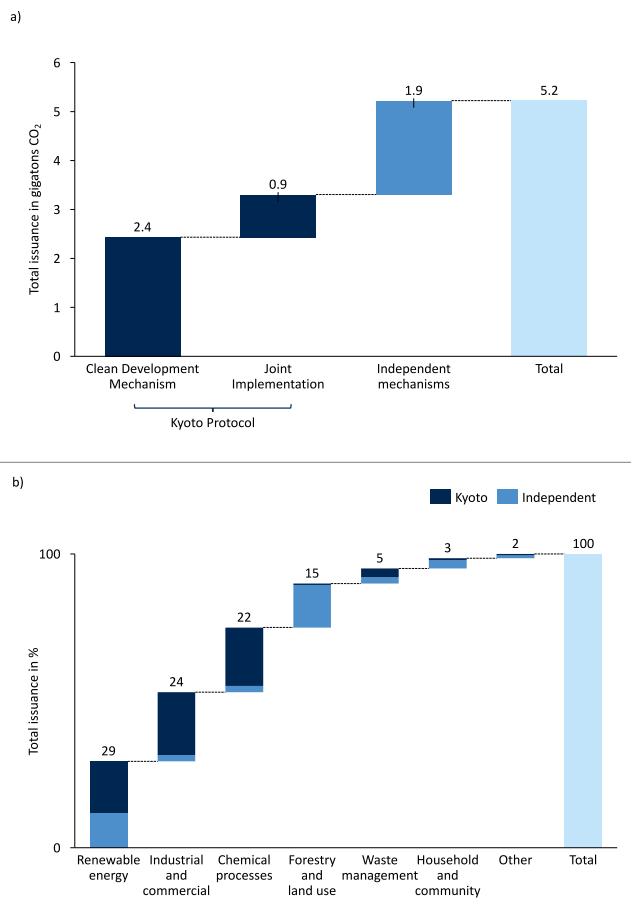 a)
6
5
4
3
2
1
0
Total issuance in gigatons CO₂
2.4
0.9
1.9
5.2
Clean Development
Mechanism
Joint
Implementation
Independent
mechanisms
Total
Kyoto Protocol
b)
Kyoto
Independent
100
0
Total issuance in %
29
24
22
15
5
3
2
100
Renewable
energy
Industrial
and
commercial
Chemical
processes
Forestry
and
land use
Waste
management
Household
and
community
Other
Total